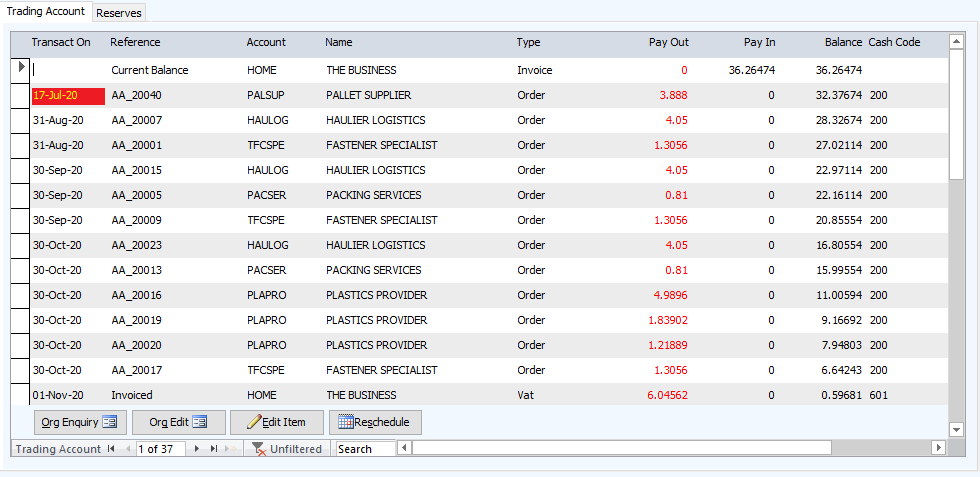 Trading Account Reserves
Transact On Reference Account Name Type Pay Out Pay In Balance Cash Code
Current Balance HOME THE BUSINESS Invoice 0 36.26474 36.26474
17-Jul-20 AA_20040 PALSUP PALLET SUPPLIER Order 3.888 0 32.37674 200
31-Aug-20 AA_20007 HAULOG HAULIER LOGISTICS Order 4.05 0 28.32674 200
31-Aug-20 AA_20001 TFCSPE FASTENER SPECIALIST Order 1.3056 0 27.02114 200
30-Sep-20 AA_20015 HAULOG HAULIER LOGISTICS Order 4.05 0 22.97114 200
30-Sep-20 AA_20005 PACSER PACKING SERVICES Order 0.81 0 22.16114 200
30-Sep-20 AA_20009 TFCSPE FASTENER SPECIALIST Order 1.3056 0 20.85554 200
30-Oct-20 AA_20023 HAULOG HAULIER LOGISTICS Order 4.05 0 16.80554 200
30-Oct-20 AA_20013 PACSER PACKING SERVICES Order 0.81 0 15.99554 200
30-Oct-20 AA_20016 PLAPRO PLASTICS PROVIDER Order 4.9896 0 11.00594 200
30-Oct-20 AA_20019 PLAPRO PLASTICS PROVIDER Order 1.83902 0 9.16692 200
30-Oct-20 AA_20020 PLAPRO PLASTICS PROVIDER Order 1.21889 0 7.94803 200
30-Oct-20 AA_20017 TFCSPE FASTENER SPECIALIST Order 1.3056 0 6.64243 200
01-Nov-20 Invoiced HOME THE BUSINESS Vat 6.04562 0 0.59681 601
Org Enquiry Org Edit Edit Item Reschedule
Trading Account 1 of 37 Unfiltered Search